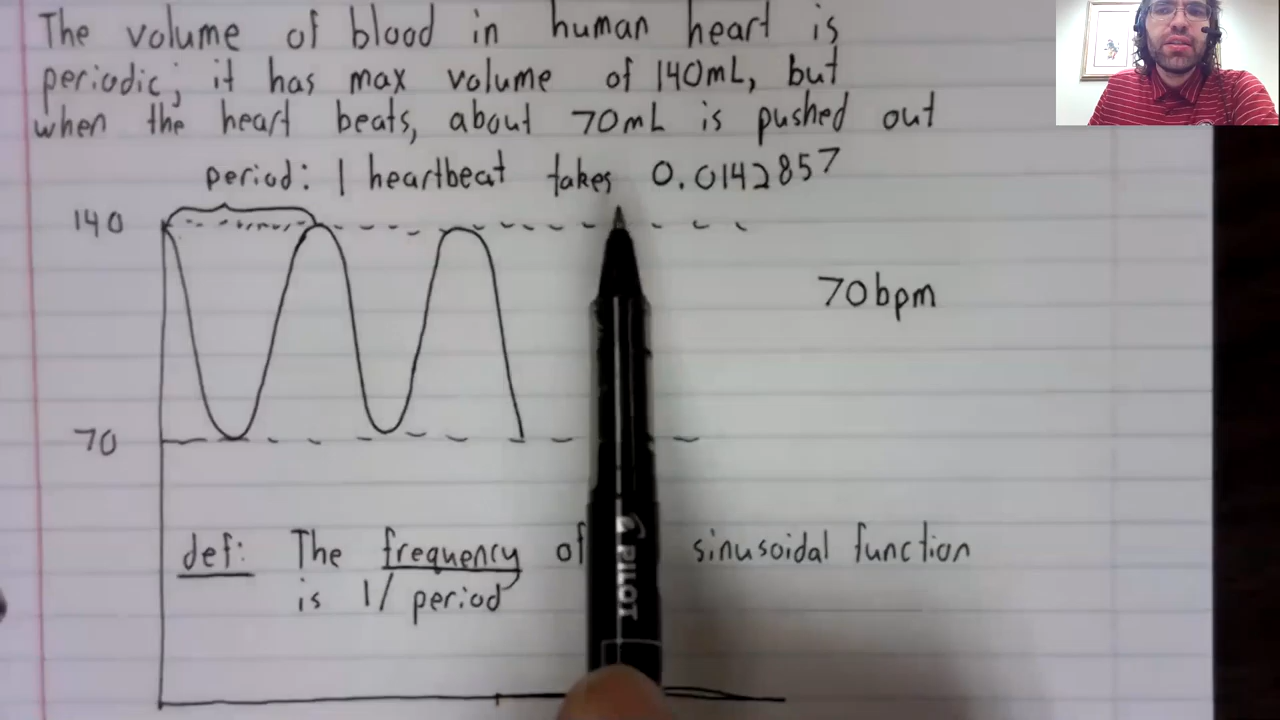 The volume of blood in human heart is
periodic; it has max volume of 140mL, but
when the heart beats, about 70mL is pushed out
period: 1 heartbeat takes 0.0142857
140
70bpm
70
def: The frequency of sinusoidal function
is 1/period
PILOT